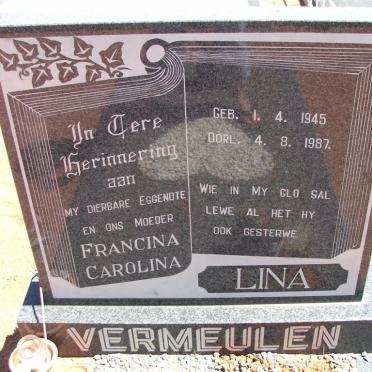 In Tere
Herinnering
aan
MY DIERBARE EGGENOTE
EN ONS MOEDER
FRANCINA
CAROLINA
GEB. 1. 4. 1945
OORL. 4. 8. 1987.
WIE IN MY GLO SAL
LEWE AL HET HY
OOK GESTERWE
LINA
VERMEULEN